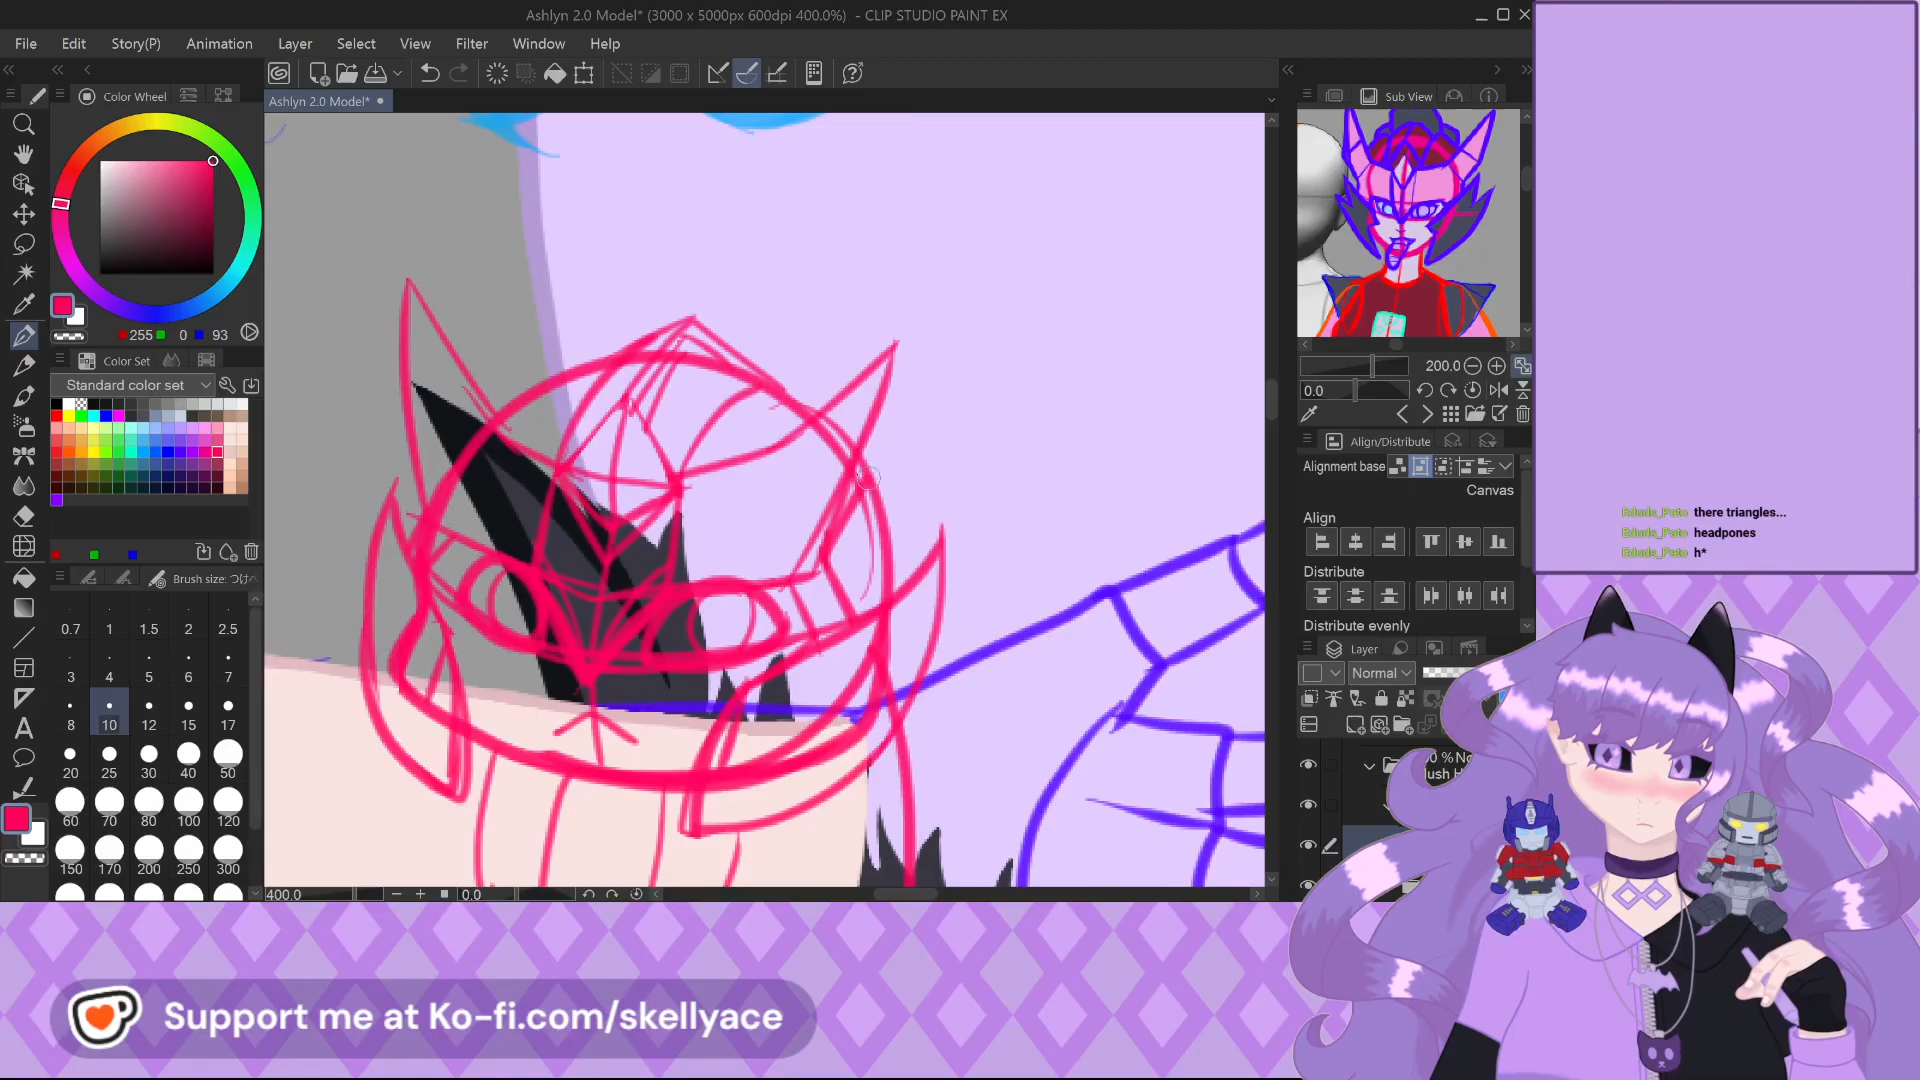 Ashlyn 2.0 Model* (3000 x 5000px 600dpi 400.0%) - CLIP STUDIO PAINT EX
File Edit Story(P) Animation Layer Select View Filter Window Help
Color Wheel
Ashlyn 2.0 Model*
Sub View
255 0 93
Color Set
Standard color set
200.0
0.0
Align/Distribute
Alignment base
Canvas
Align
Distribute
Distribute evenly
Brush size: つけ
0.7 1 1.5 2 2.5
3 4 5 6 7
8 10 12 15 17
20 25 30 40 50
60 70 80 100 120
150 170 200 250 300
Layer
Normal
400.0 0.0
Eduds_Pato there triangles...
Eduds_Pato headpones
Eduds_Pato h*
Support me at Ko-fi.com/skellyace